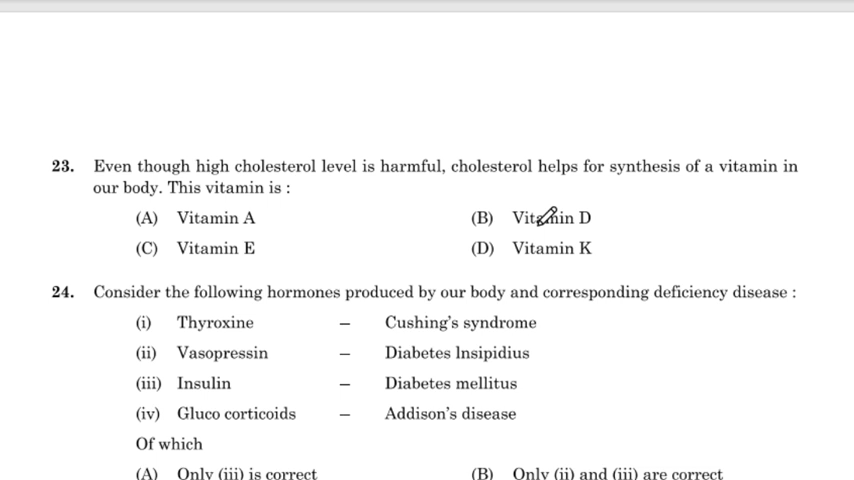 23. Even though high cholesterol level is harmful, cholesterol helps for synthesis of a vitamin in
our body. This vitamin is :
(A) Vitamin A (B) Vitamin D
(C) Vitamin E (D) Vitamin K
24. Consider the following hormones produced by our body and corresponding deficiency disease :
(i) Thyroxine – Cushing's syndrome
(ii) Vasopressin – Diabetes lnsipidius
(iii) Insulin – Diabetes mellitus
(iv) Gluco corticoids – Addison's disease
Of which
(A) Only (iii) is correct (B) Only (ii) and (iii) are correct